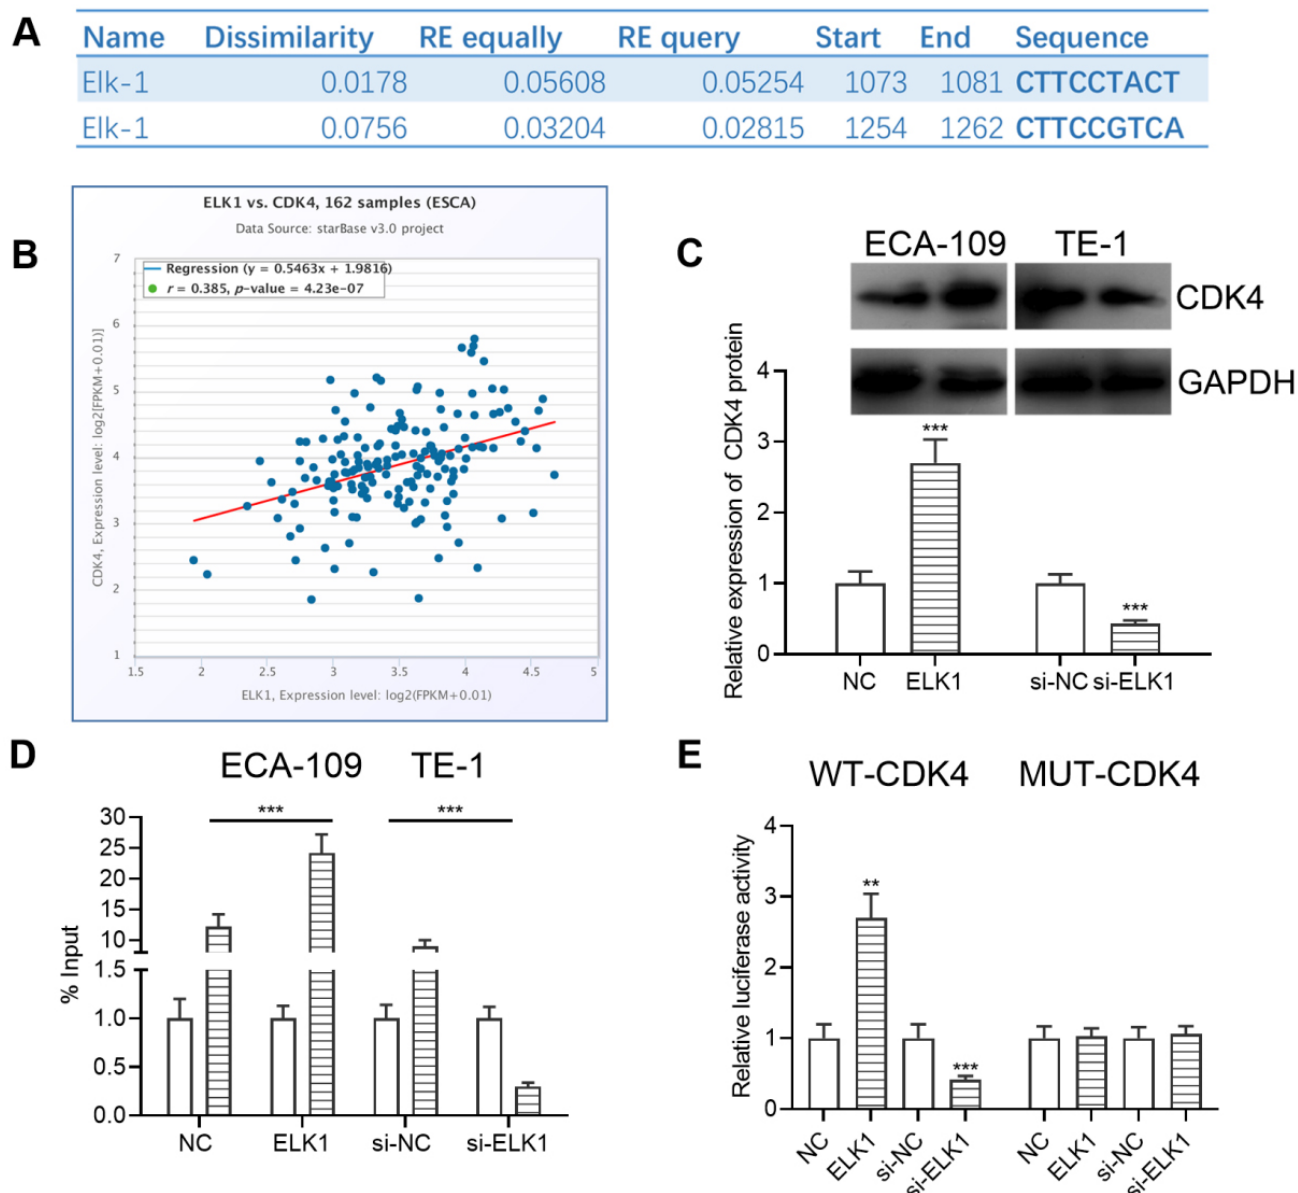 A
Name Dissimilarity RE equally RE query Start End Sequence
Elk-1 0.0178 0.05608 0.05254 1073 1081 CTTCCTACT
Elk-1 0.0756 0.03204 0.02815 1254 1262 CTTCCGTCA
B
ELK1 vs. CDK4, 162 samples (ESCA)
Data Source: starBase v3.0 project
Regression (y = 0.5463x + 1.9816)
r = 0.385, p-value = 4.23e-07
CDK4, Expression level: log2[FPKM+0.01)]
7
6
5
4
3
2
1
1.5 2 2.5 3 3.5 4 4.5 5
ELK1, Expression level: log2(FPKM+0.01)
C
ECA-109 TE-1
CDK4
GAPDH
Relative expression of CDK4 protein
4
3
2
1
0
***
***
NC ELK1 si-NC si-ELK1
D
ECA-109 TE-1
*** ***
% Input
30
25
20
15
10
1.5
1.0
0.5
0.0
NC ELK1 si-NC si-ELK1
E
WT-CDK4 MUT-CDK4
Relative luciferase activity
4
3
2
1
0
**
***
NC ELK1 si-NC si-ELK1 NC ELK1 si-NC si-ELK1